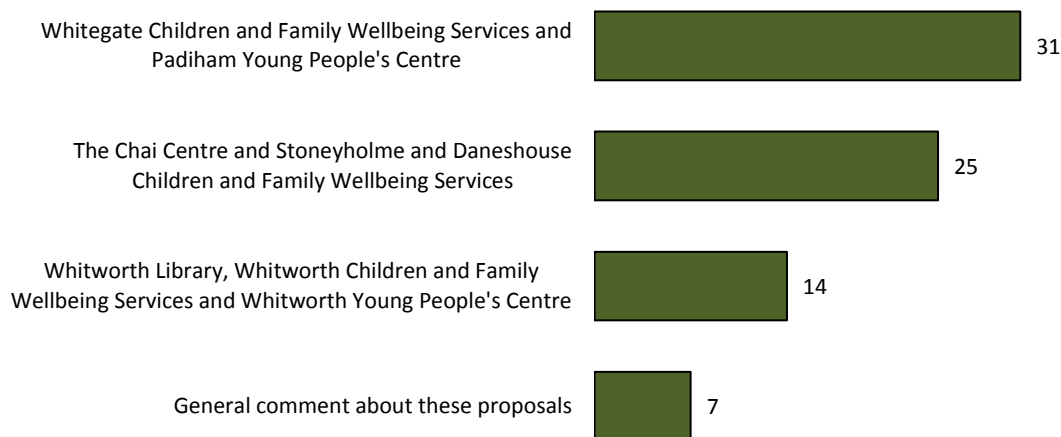 Whitegate Children and Family Wellbeing Services and
Padiham Young People's Centre
31
The Chai Centre and Stoneyholme and Daneshouse
Children and Family Wellbeing Services
25
Whitworth Library, Whitworth Children and Family
Wellbeing Services and Whitworth Young People's Centre
14
General comment about these proposals
7